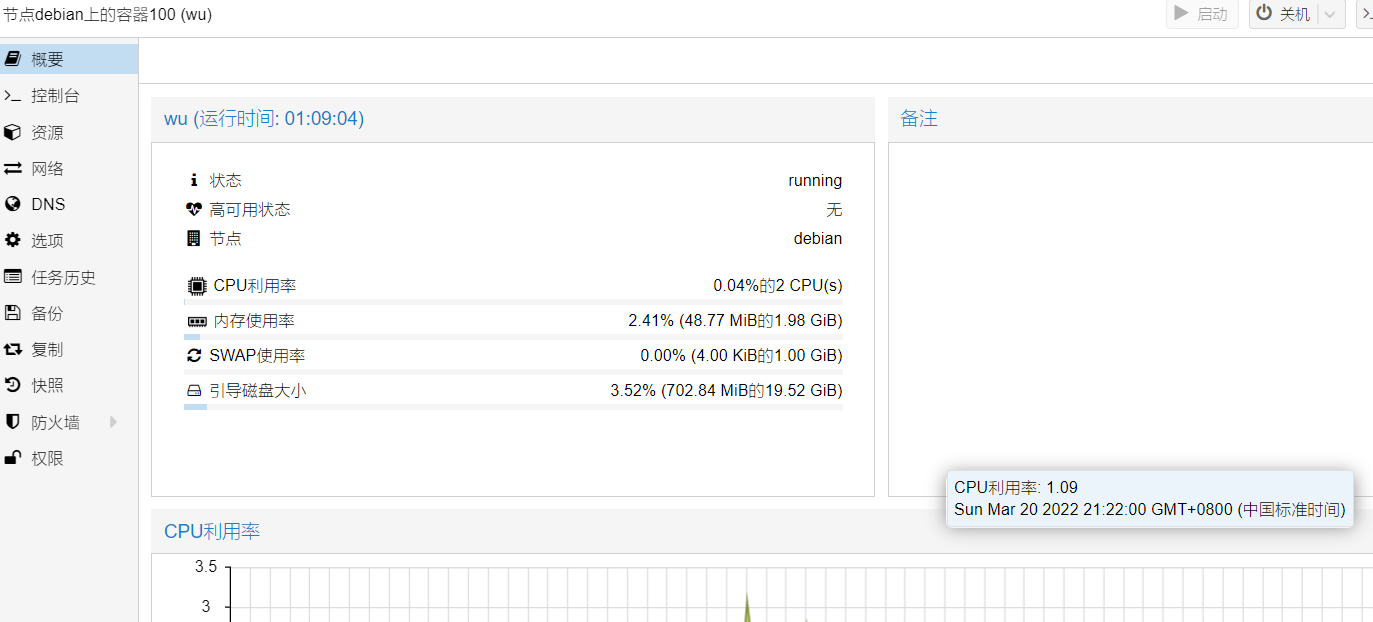 节点debian上的容器100 (wu)
启动
关机
概要
控制台
资源
网络
DNS
选项
任务历史
备份
复制
快照
防火墙
权限
wu (运行时间: 01:09:04)
状态 running
高可用状态 无
节点 debian
CPU利用率 0.04%的2 CPU(s)
内存使用率 2.41% (48.77 MiB的1.98 GiB)
SWAP使用率 0.00% (4.00 KiB的1.00 GiB)
引导磁盘大小 3.52% (702.84 MiB的19.52 GiB)
备注
CPU利用率: 1.09
Sun Mar 20 2022 21:22:00 GMT+0800 (中国标准时间)
CPU利用率
3.5
3